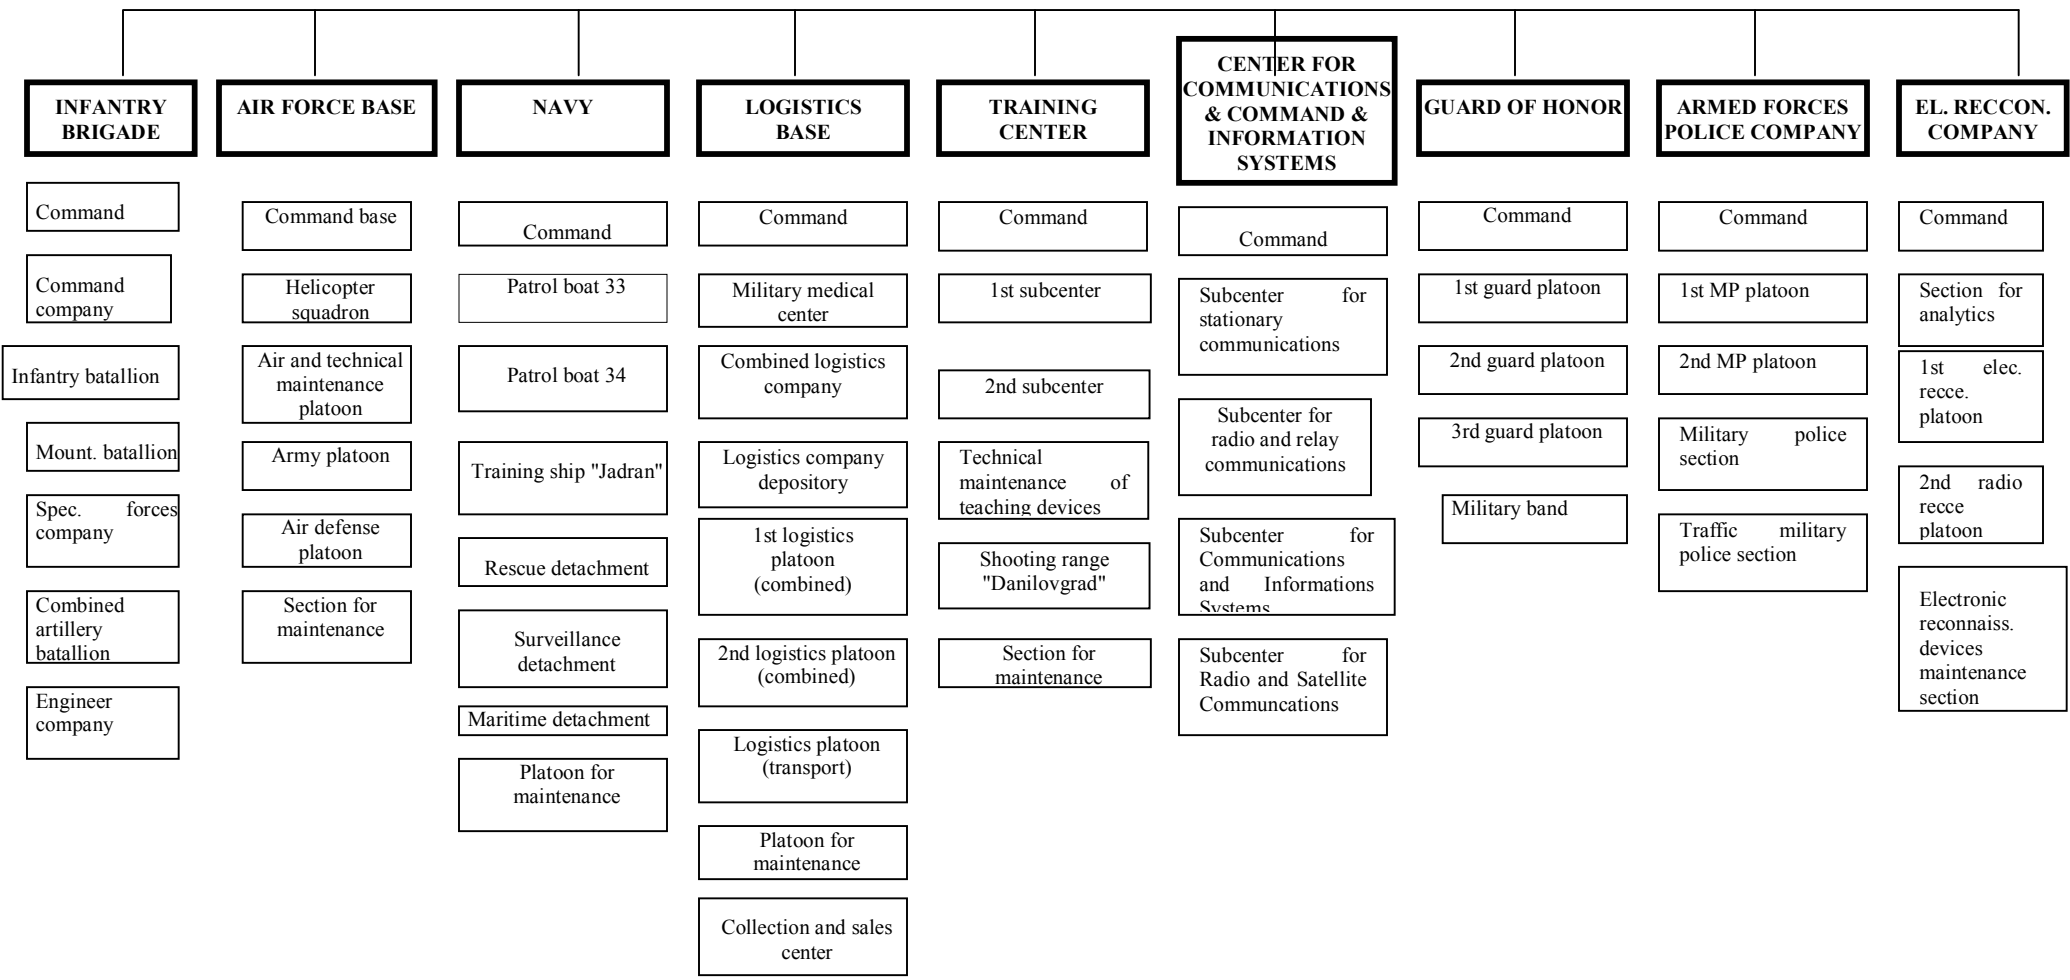 INFANTRY
BRIGADE
Command
Command
company
Infantry batallion
Mount. batallion
Spec. forces
company
Combined
artillery
batallion
Engineer
company
AIR FORCE BASE
Command base
Helicopter
squadron
Air and technical
maintenance
platoon
Army platoon
Air defense
platoon
Section for
maintenance
NAVY
Command
Patrol boat 33
Patrol boat 34
Training ship "Jadran"
Rescue detachment
Surveillance
detachment
Maritime detachment
Platoon for
maintenance
LOGISTICS
BASE
Command
Military medical
center
Combined logistics
company
Logistics company
depository
1st logistics
platoon
(combined)
2nd logistics platoon
(combined)
Logistics platoon
(transport)
Platoon for
maintenance
Collection and sales
center
TRAINING
CENTER
Command
1st subcenter
2nd subcenter
Technical
maintenance of
teaching devices
Shooting range
"Danilovgrad"
Section for
maintenance
CENTER FOR
COMMUNICATIONS
& COMMAND &
INFORMATION
SYSTEMS
Command
Subcenter for
stationary
communications
Subcenter for
radio and relay
communications
Subcenter for
Communications
and Informations
Systems
Subcenter for
Radio and Satellite
Communcations
GUARD OF HONOR
Command
1st guard platoon
2nd guard platoon
3rd guard platoon
Military band
ARMED FORCES
POLICE COMPANY
Command
1st MP platoon
2nd MP platoon
Military police
section
Traffic military
police section
EL. RECCON.
COMPANY
Command
Section for
analytics
1st elec.
recce.
platoon
2nd radio
recce
platoon
Electronic
reconnaiss.
devices
maintenance
section